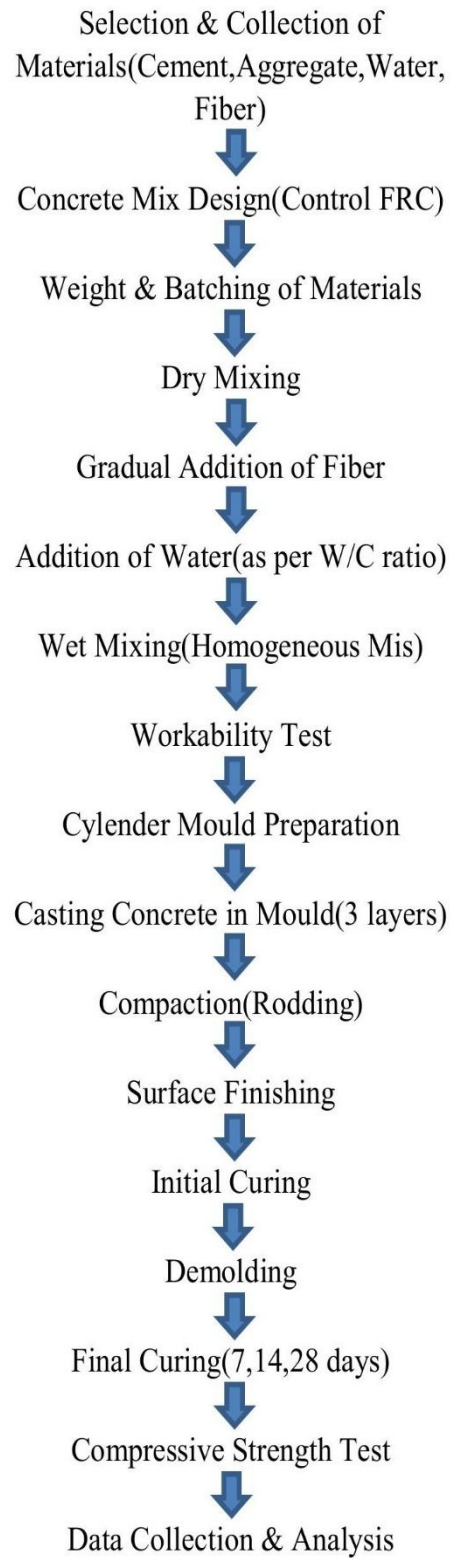 Selection & Collection of
Materials(Cement,Aggregate,Water,
Fiber)
Concrete Mix Design(Control FRC)
Weight & Batching of Materials
Dry Mixing
Gradual Addition of Fiber
Addition of Water(as per W/C ratio)
Wet Mixing(Homogeneous Mis)
Workability Test
Cylender Mould Preparation
Casting Concrete in Mould(3 layers)
Compaction(Rodding)
Surface Finishing
Initial Curing
Demolding
Final Curing(7,14,28 days)
Compressive Strength Test
Data Collection & Analysis